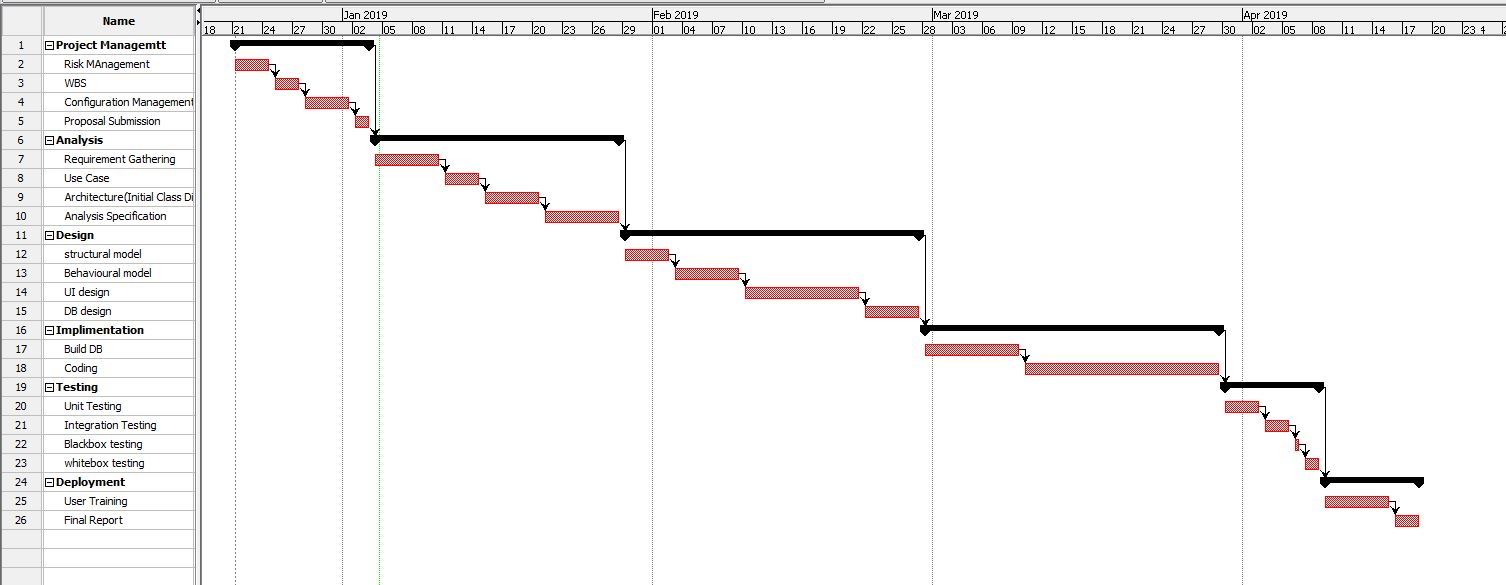 Name
Jan 2019 Feb 2019 Mar 2019 Apr 2019
18 21 24 27 30 02 05 08 11 14 17 20 23 26 29 01 04 07 10 13 16 19 22 25 28 03 06 09 12 15 18 21 24 27 30 02 05 08 11 14 17 20 23 4
1 Project Managemtt
2 Risk MAnagement
3 WBS
4 Configuration Management
5 Proposal Submission
6 Analysis
7 Requirement Gathering
8 Use Case
9 Architecture(Initial Class Di
10 Analysis Specification
11 Design
12 structural model
13 Behavioural model
14 UI design
15 DB design
16 Implimentation
17 Build DB
18 Coding
19 Testing
20 Unit Testing
21 Integration Testing
22 Blackbox testing
23 whitebox testing
24 Deployment
25 User Training
26 Final Report